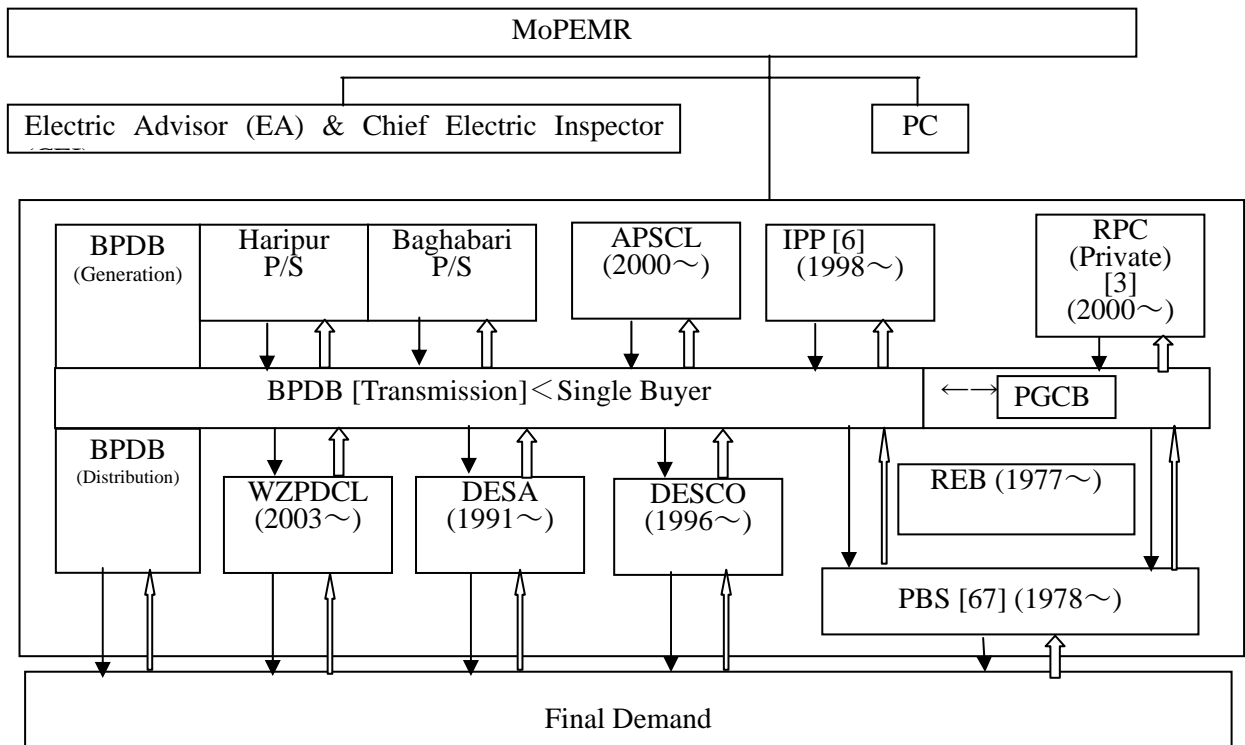 MoPEMR
Electric Advisor (EA) & Chief Electric Inspector
PC
BPDB
(Generation)
Haripur
P/S
Baghabari
P/S
APSCL
(2000～)
IPP [6]
(1998～)
RPC
(Private)
[3]
(2000～)
BPDB [Transmission]＜Single Buyer
←→
PGCB
BPDB
(Distribution)
WZPDCL
(2003～)
DESA
(1991～)
DESCO
(1996～)
REB (1977～)
PBS [67] (1978～)
Final Demand